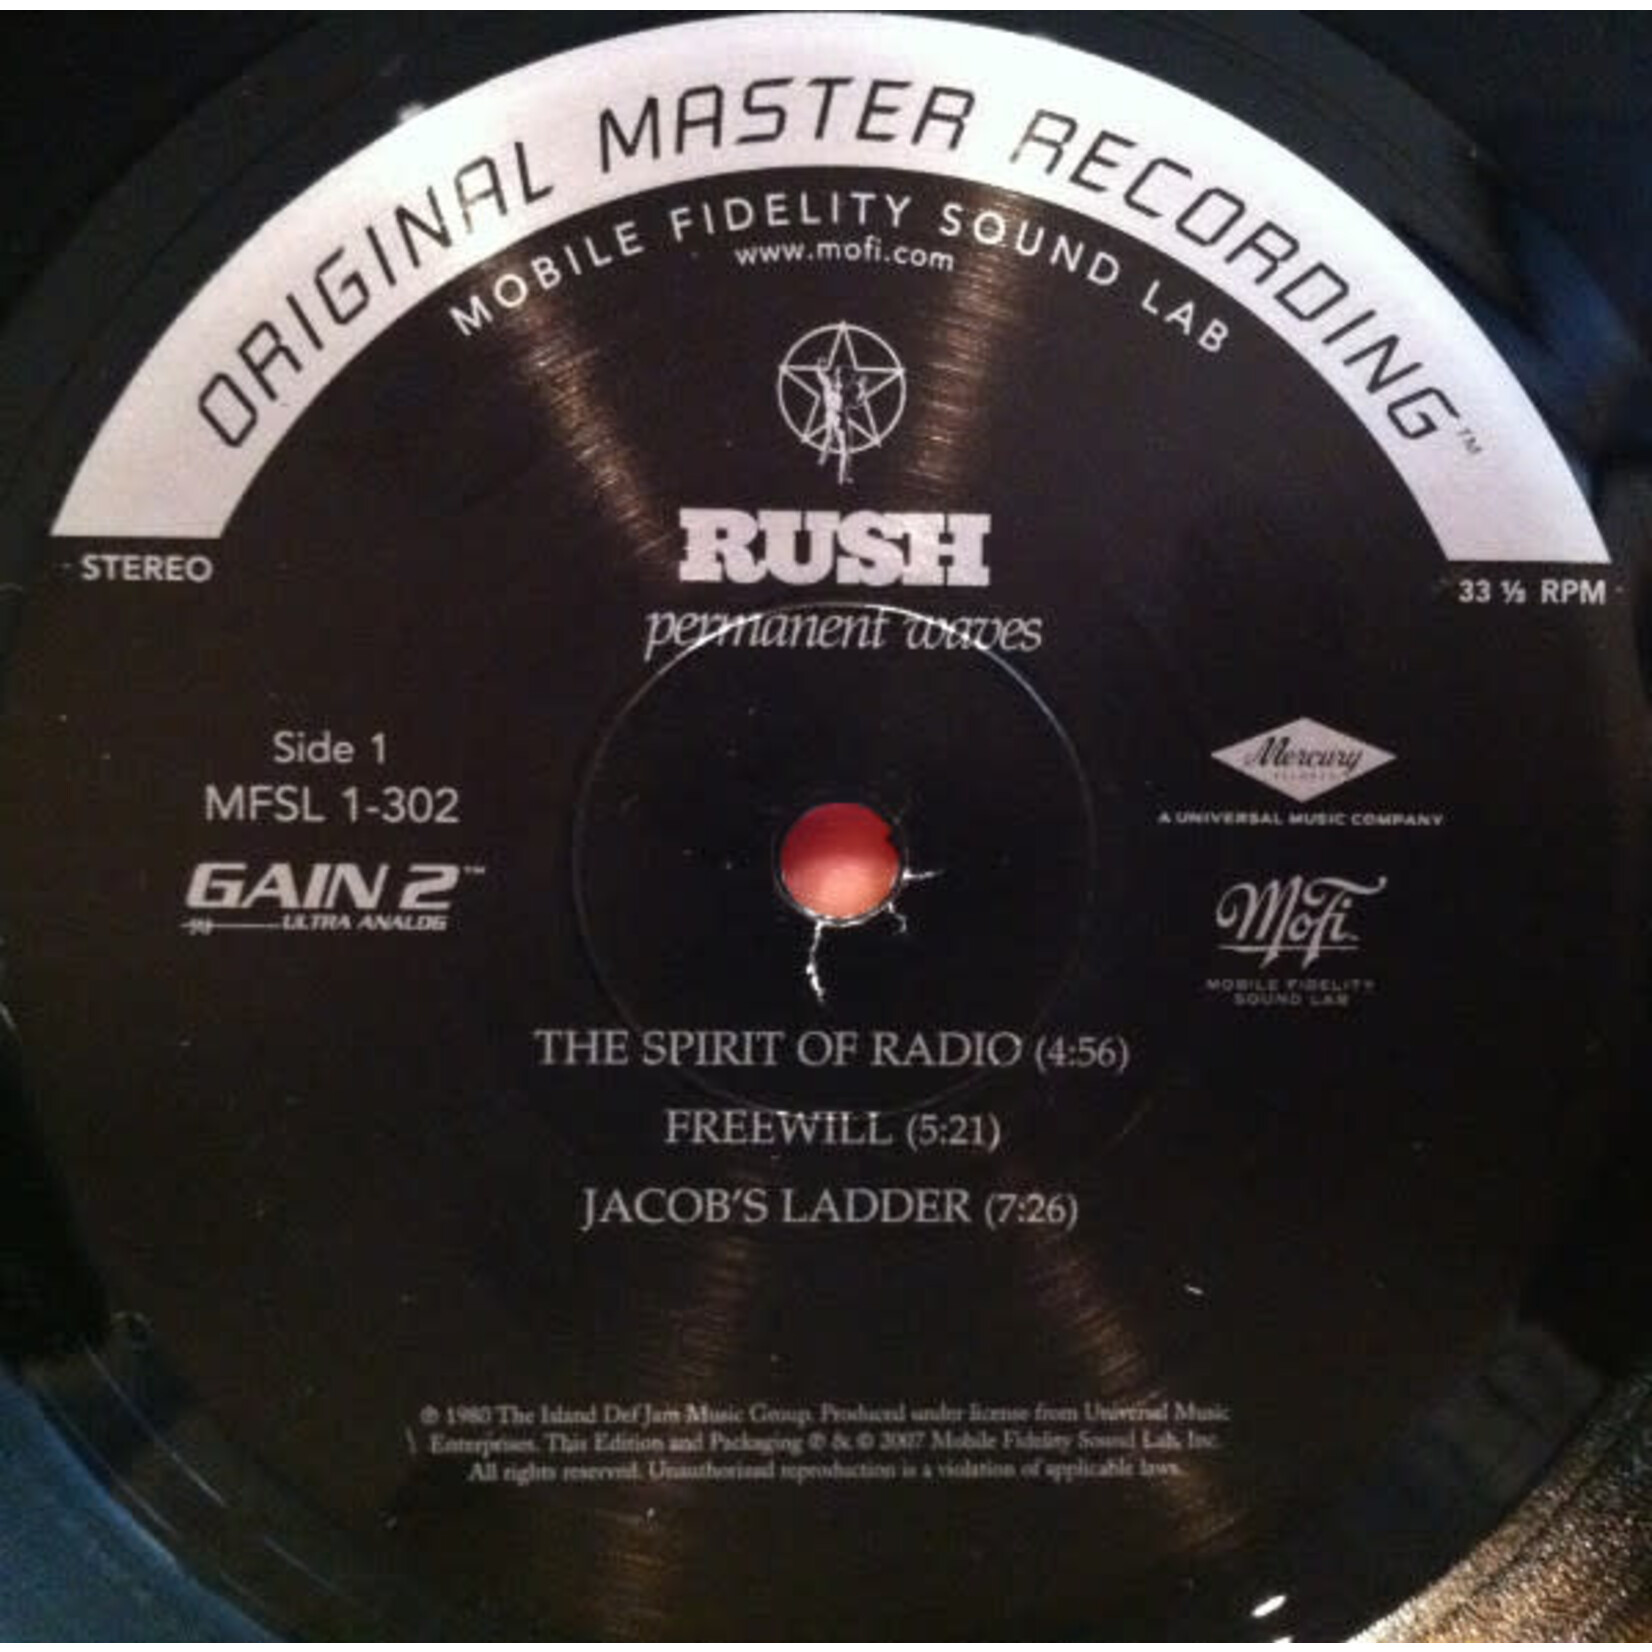 ORIGINAL MASTER RECORDING™
MOBILE FIDELITY SOUND LAB
www.mofi.com
RUSH
permanent waves
STEREO
33 ⅓ RPM
Side 1
MFSL 1-302
GAIN 2™
ULTRA ANALOG
Mercury
RECORDS
A UNIVERSAL MUSIC COMPANY
MoFi
MOBILE FIDELITY
SOUND LAB
THE SPIRIT OF RADIO (4:56)
FREEWILL (5:21)
JACOB'S LADDER (7:26)
℗ 1980 The Island Def Jam Music Group. Produced under license from Universal Music
Enterprises. This Edition and Packaging ℗ & © 2007 Mobile Fidelity Sound Lab, Inc.
All rights reserved. Unauthorized reproduction is a violation of applicable laws.